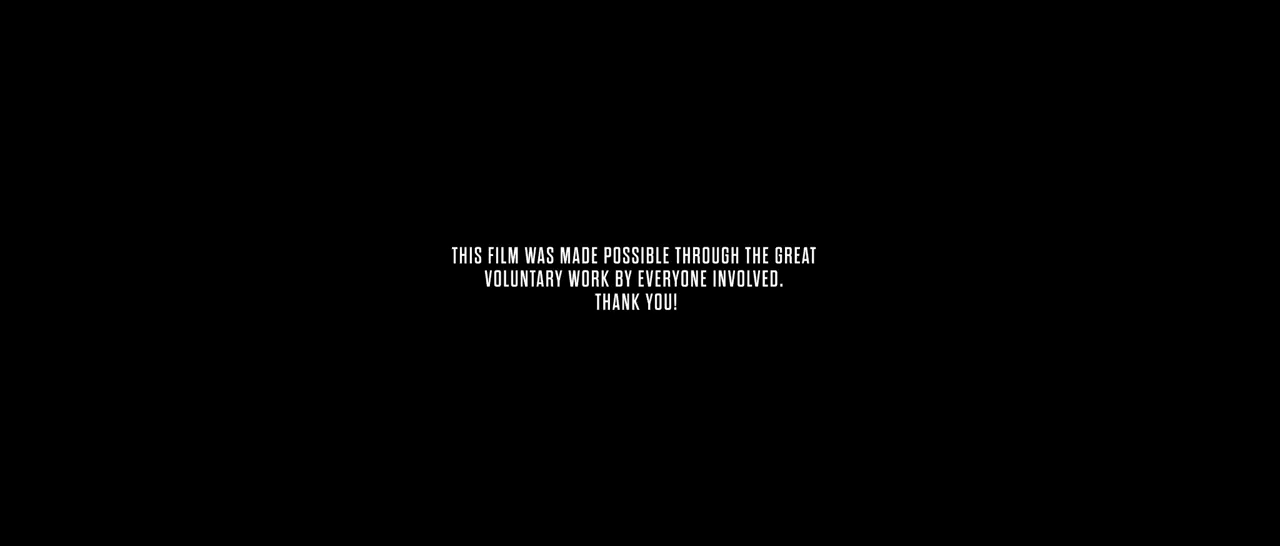 THIS FILM WAS MADE POSSIBLE THROUGH THE GREAT
VOLUNTARY WORK BY EVERYONE INVOLVED.
THANK YOU!